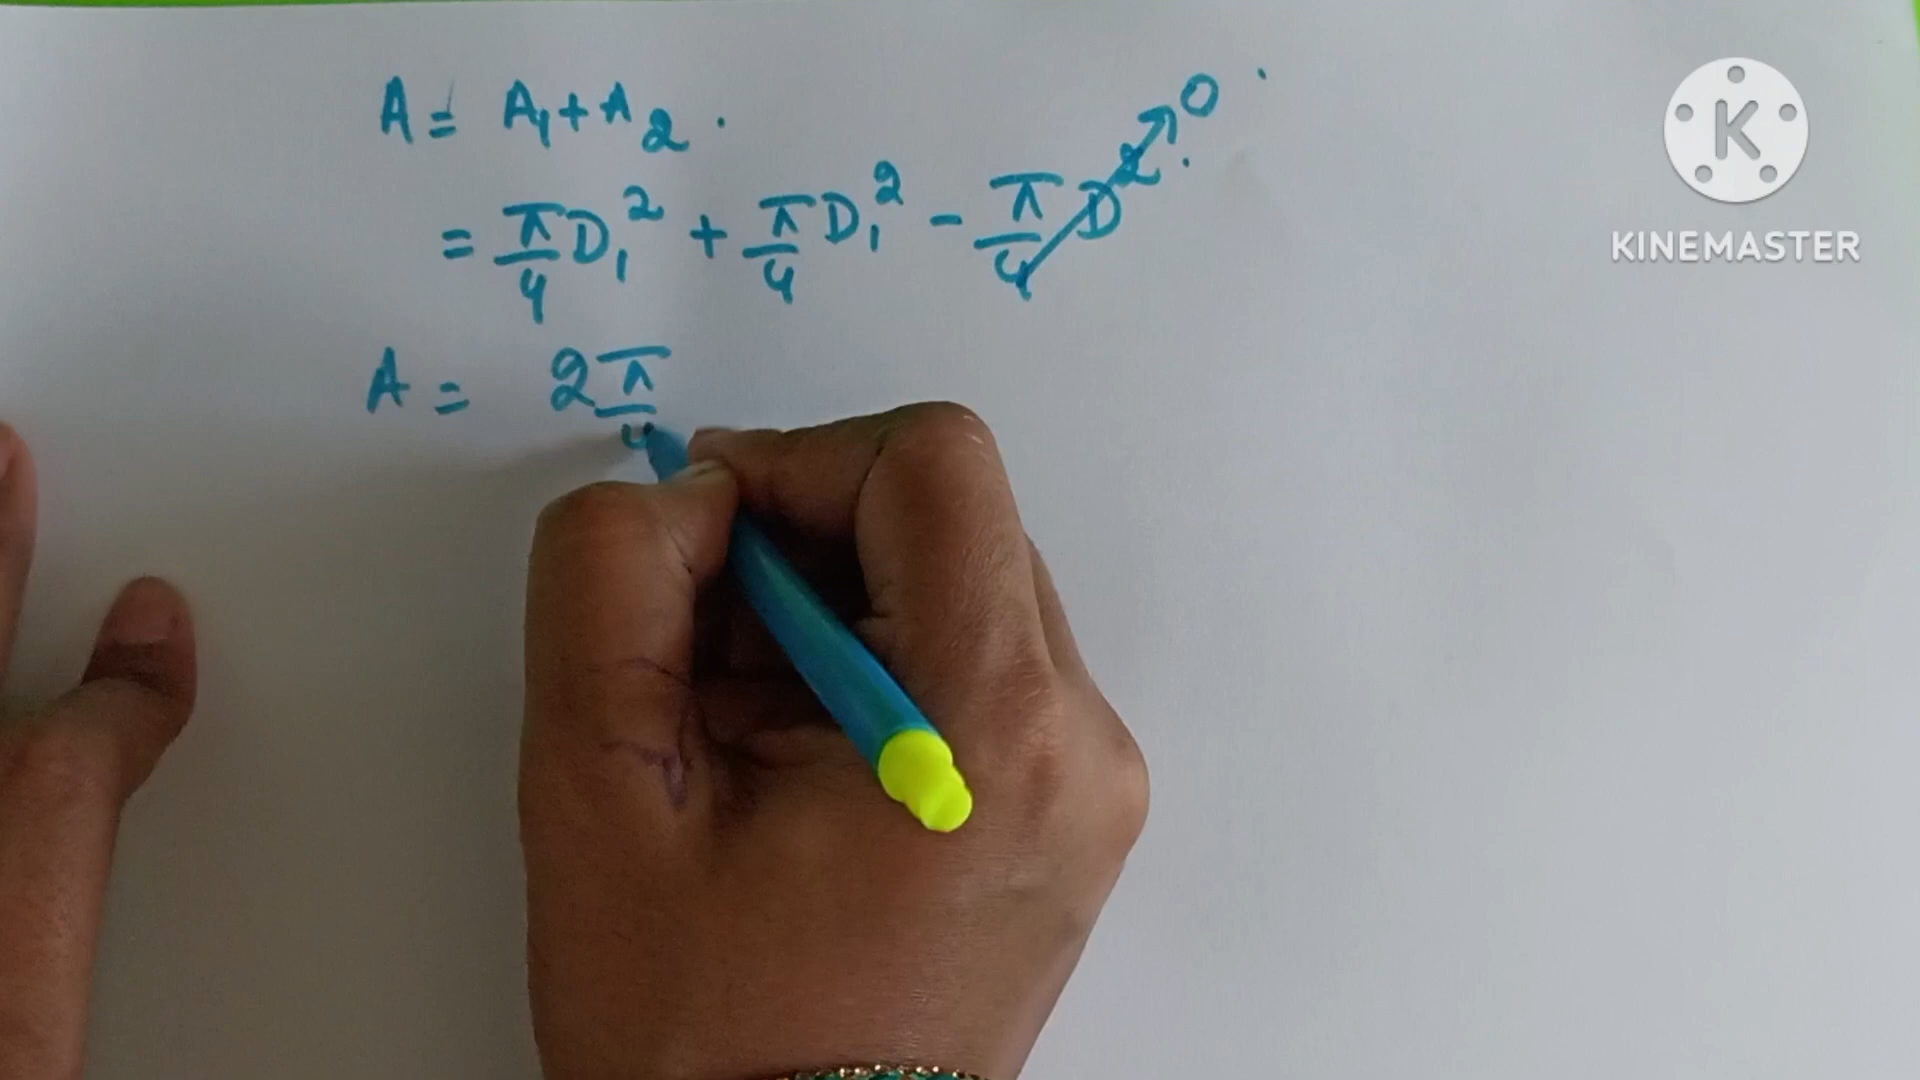 A = A₁ + A₂ .
= π/4 D₁² + π/4 D₁² - π/4 D² → 0 .
A = 2 π/4
K
KINEMASTER